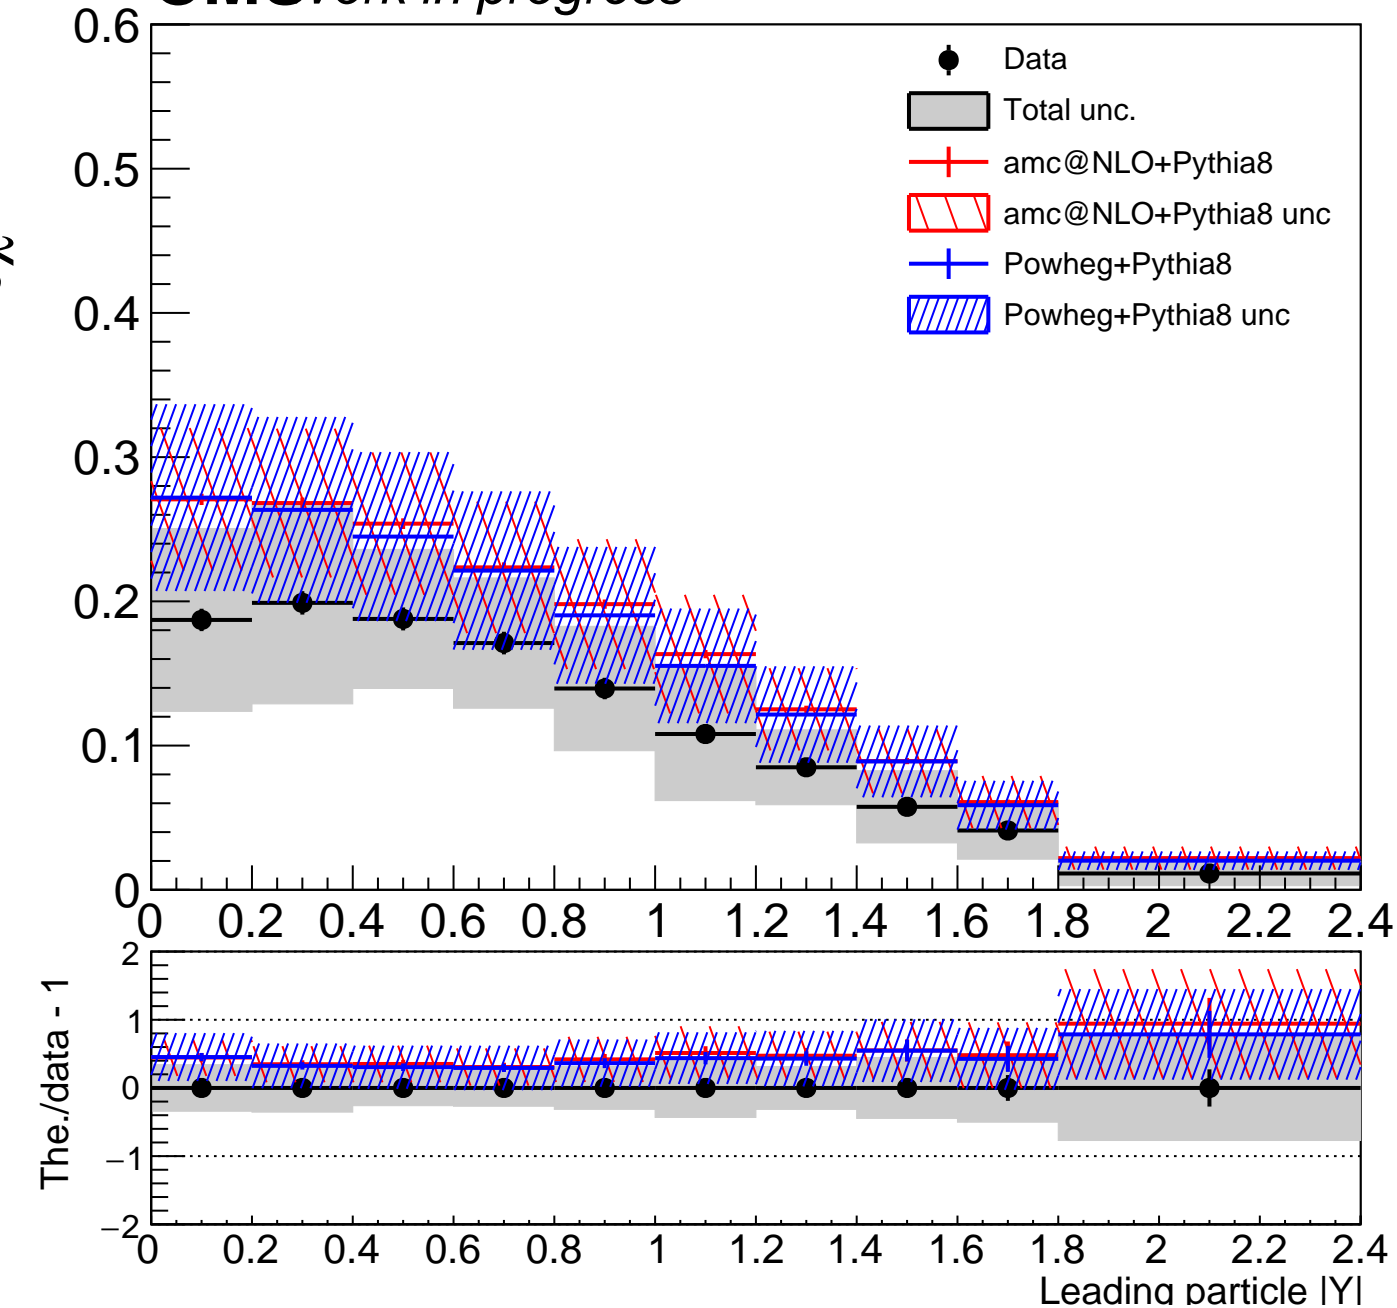 CMS Work in progress
0.6
0.5
0.4
0.3
0.2
0.1
0
Data
Total unc.
amc@NLO+Pythia8
amc@NLO+Pythia8 unc
Powheg+Pythia8
Powheg+Pythia8 unc
0 0.2 0.4 0.6 0.8 1 1.2 1.4 1.6 1.8 2 2.2 2.4
The./data - 1
2
1
0
−1
−2
0 0.2 0.4 0.6 0.8 1 1.2 1.4 1.6 1.8 2 2.2 2.4
Leading particle |Y|